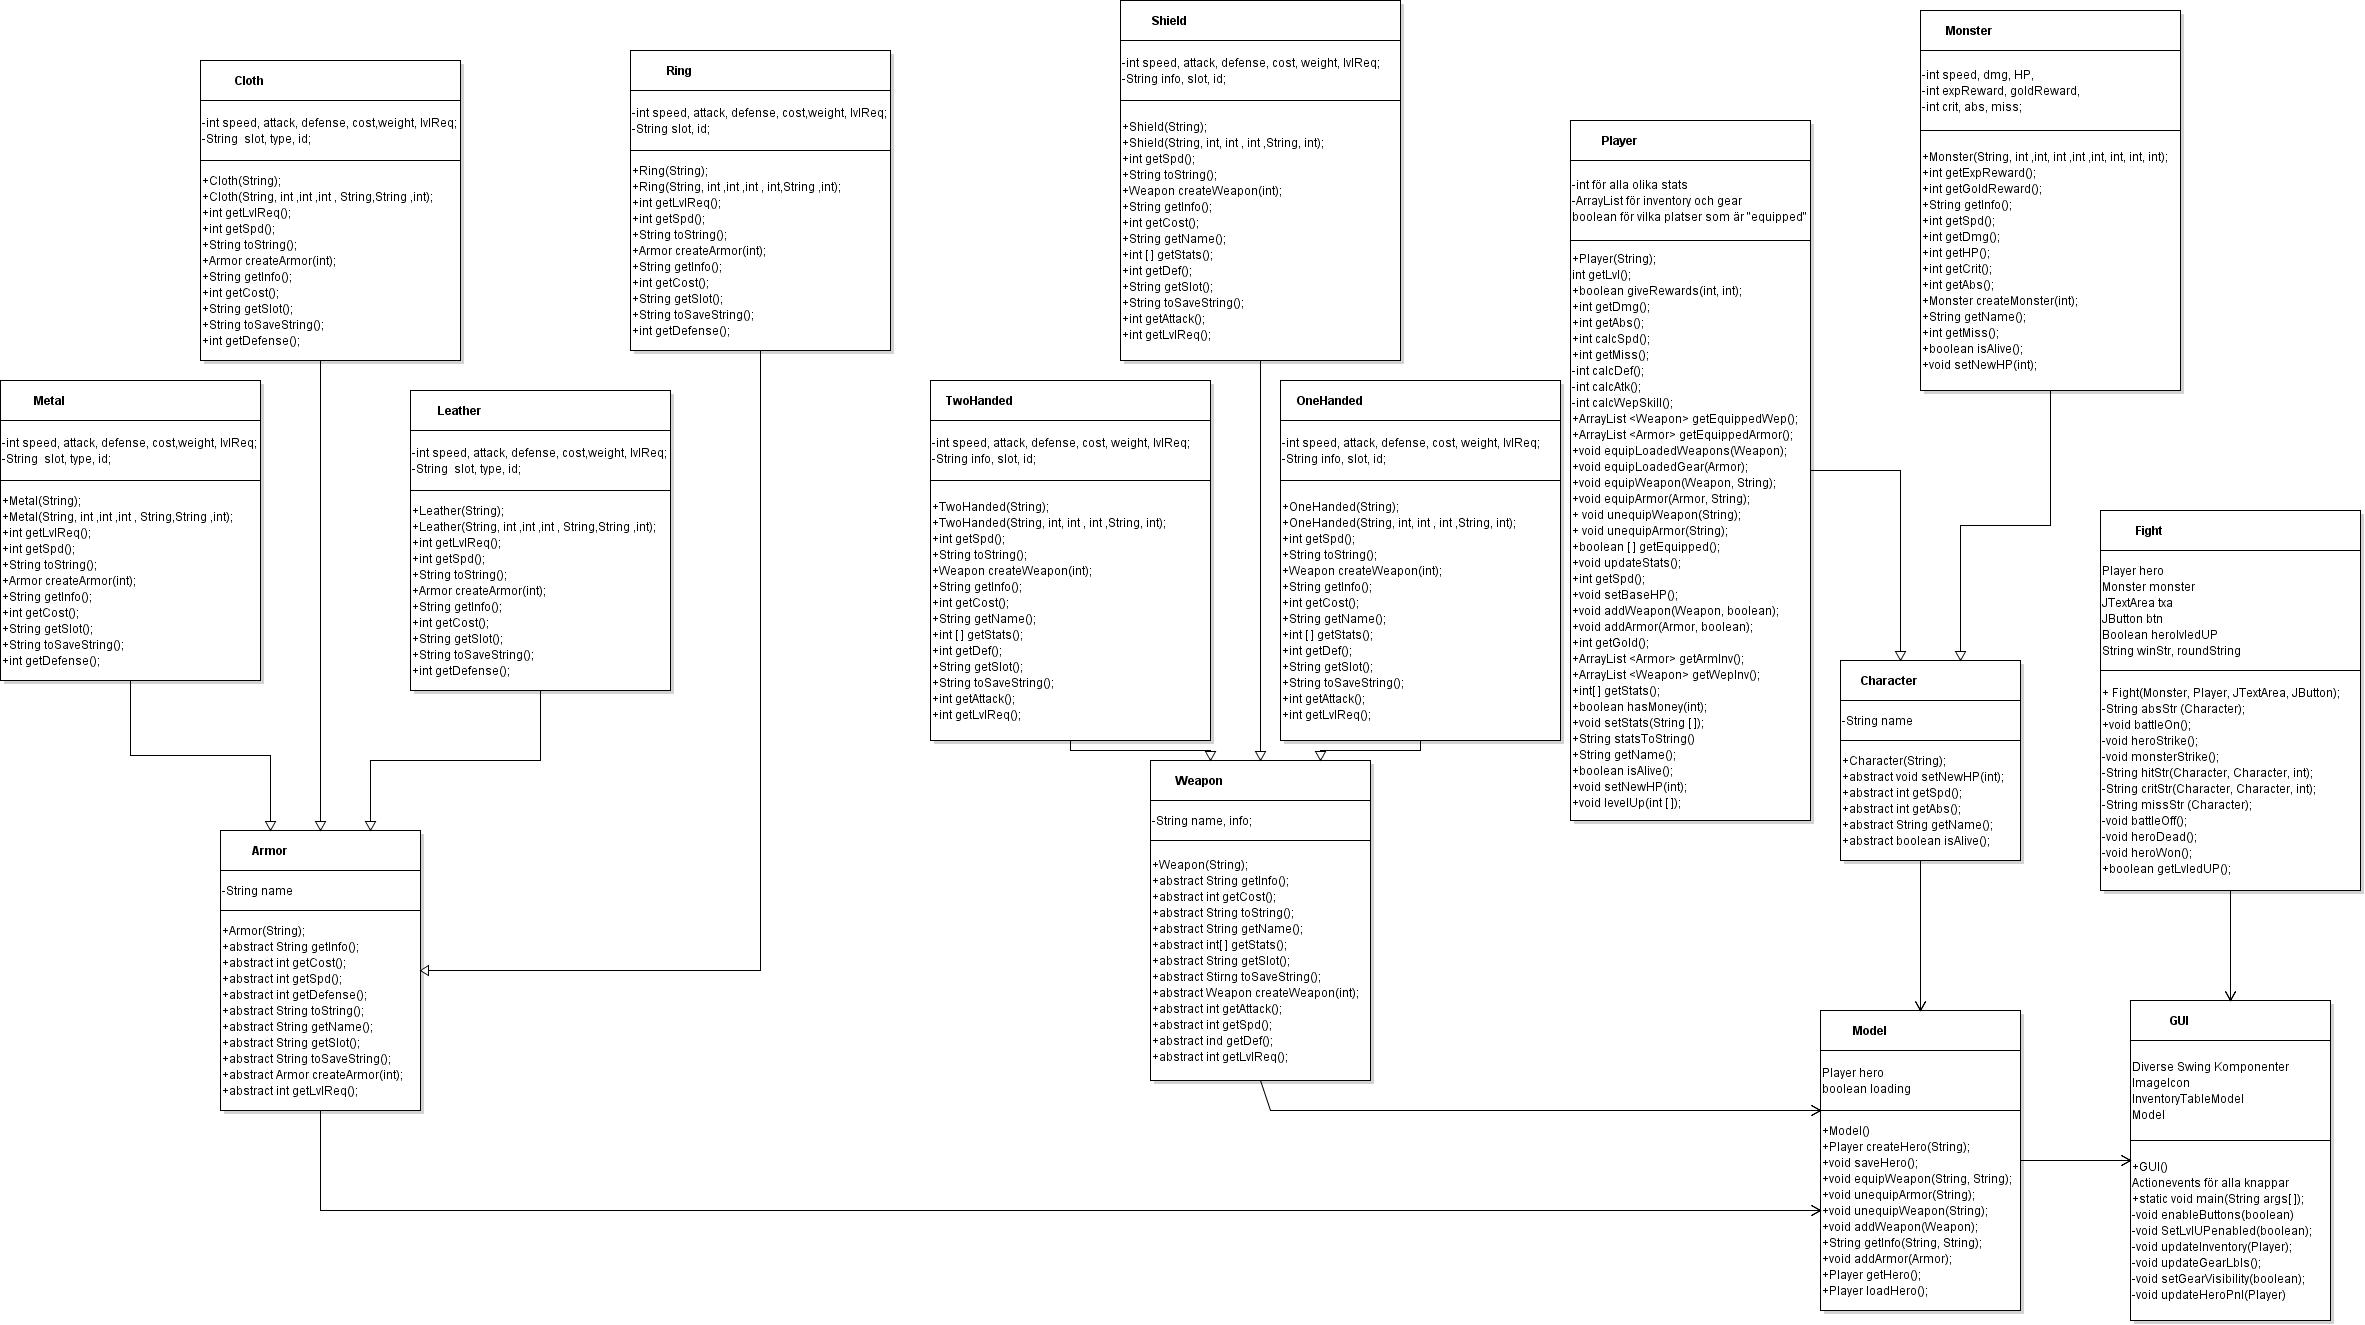 Cloth
-int speed, attack, defense, cost,weight, lvlReq;
-String  slot, type, id;
+Cloth(String);
+Cloth(String, int ,int ,int , String,String ,int);
+int getLvlReq();
+int getSpd();
+String toString();
+Armor createArmor(int);
+String getInfo();
+int getCost();
+String getSlot();
+String toSaveString();
+int getDefense();
Ring
-int speed, attack, defense, cost,weight, lvlReq;
-String slot, id;
+Ring(String);
+Ring(String, int ,int ,int , int,String ,int);
+int getLvlReq();
+int getSpd();
+String toString();
+Armor createArmor(int);
+String getInfo();
+int getCost();
+String getSlot();
+String toSaveString();
+int getDefense();
Shield
-int speed, attack, defense, cost, weight, lvlReq;
-String info, slot, id;
+Shield(String);
+Shield(String, int, int , int ,String, int);
+int getSpd();
+String toString();
+Weapon createWeapon(int);
+String getInfo();
+int getCost();
+String getName();
+int [ ] getStats();
+int getDef();
+String getSlot();
+String toSaveString();
+int getAttack();
+int getLvlReq();
Player
-int för alla olika stats
-ArrayList för inventory och gear
boolean för vilka platser som är "equipped"
+Player(String);
int getLvl();
+boolean giveRewards(int, int);
+int getDmg();
+int getAbs();
+int calcSpd();
+int getMiss();
-int calcDef();
-int calcAtk();
-int calcWepSkill();
+ArrayList <Weapon> getEquippedWep();
+ArrayList <Armor> getEquippedArmor();
+void equipLoadedWeapons(Weapon);
+void equipLoadedGear(Armor);
+void equipWeapon(Weapon, String);
+void equipArmor(Armor, String);
+ void unequipWeapon(String);
+ void unequipArmor(String);
+boolean [ ] getEquipped();
+void updateStats();
+int getSpd();
+void setBaseHP();
+void addWeapon(Weapon, boolean);
+void addArmor(Armor, boolean);
+int getGold();
+ArrayList <Armor> getArmInv();
+ArrayList <Weapon> getWepInv();
+int[ ] getStats();
+boolean hasMoney(int);
+void setStats(String [ ]);
+String statsToString()
+String getName();
+boolean isAlive();
+void setNewHP(int);
+void levelUp(int [ ]);
Monster
-int speed, dmg, HP,
-int expReward, goldReward,
-int crit, abs, miss;
+Monster(String, int ,int, int ,int ,int, int, int, int);
+int getExpReward();
+int getGoldReward();
+String getInfo();
+int getSpd();
+int getDmg();
+int getHP();
+int getCrit();
+int getAbs();
+Monster createMonster(int);
+String getName();
+int getMiss();
+boolean isAlive();
+void setNewHP(int);
Metal
-int speed, attack, defense, cost,weight, lvlReq;
-String  slot, type, id;
+Metal(String);
+Metal(String, int ,int ,int , String,String ,int);
+int getLvlReq();
+int getSpd();
+String toString();
+Armor createArmor(int);
+String getInfo();
+int getCost();
+String getSlot();
+String toSaveString();
+int getDefense();
Leather
-int speed, attack, defense, cost,weight, lvlReq;
-String  slot, type, id;
+Leather(String);
+Leather(String, int ,int ,int , String,String ,int);
+int getLvlReq();
+int getSpd();
+String toString();
+Armor createArmor(int);
+String getInfo();
+int getCost();
+String getSlot();
+String toSaveString();
+int getDefense();
TwoHanded
-int speed, attack, defense, cost, weight, lvlReq;
-String info, slot, id;
+TwoHanded(String);
+TwoHanded(String, int, int , int ,String, int);
+int getSpd();
+String toString();
+Weapon createWeapon(int);
+String getInfo();
+int getCost();
+String getName();
+int [ ] getStats();
+int getDef();
+String getSlot();
+String toSaveString();
+int getAttack();
+int getLvlReq();
OneHanded
-int speed, attack, defense, cost, weight, lvlReq;
-String info, slot, id;
+OneHanded(String);
+OneHanded(String, int, int , int ,String, int);
+int getSpd();
+String toString();
+Weapon createWeapon(int);
+String getInfo();
+int getCost();
+String getName();
+int [ ] getStats();
+int getDef();
+String getSlot();
+String toSaveString();
+int getAttack();
+int getLvlReq();
Fight
Player hero
Monster monster
JTextArea txa
JButton btn
Boolean herolvledUP
String winStr, roundString
+ Fight(Monster, Player, JTextArea, JButton);
-String absStr (Character);
+void battleOn();
-void heroStrike();
-void monsterStrike();
-String hitStr(Character, Character, int);
-String critStr(Character, Character, int);
-String missStr (Character);
-void battleOff();
-void heroDead();
-void heroWon();
+boolean getLvledUP();
Character
-String name
+Character(String);
+abstract void setNewHP(int);
+abstract int getSpd();
+abstract int getAbs();
+abstract String getName();
+abstract boolean isAlive();
Weapon
-String name, info;
+Weapon(String);
+abstract String getInfo();
+abstract int getCost();
+abstract String toString();
+abstract String getName();
+abstract int[ ] getStats();
+abstract String getSlot();
+abstract Stirng toSaveString();
+abstract Weapon createWeapon(int);
+abstract int getAttack();
+abstract int getSpd();
+abstract ind getDef();
+abstract int getLvlReq();
Armor
-String name
+Armor(String);
+abstract String getInfo();
+abstract int getCost();
+abstract int getSpd();
+abstract int getDefense();
+abstract String toString();
+abstract String getName();
+abstract String getSlot();
+abstract String toSaveString();
+abstract Armor createArmor(int);
+abstract int getLvlReq();
Model
Player hero
boolean loading
+Model()
+Player createHero(String);
+void saveHero();
+void equipWeapon(String, String);
+void unequipArmor(String);
+void unequipWeapon(String);
+void addWeapon(Weapon);
+String getInfo(String, String);
+void addArmor(Armor);
+Player getHero();
+Player loadHero();
GUI
Diverse Swing Komponenter
ImageIcon
InventoryTableModel
Model
+GUI()
Actionevents för alla knappar
+static void main(String args[ ]);
-void enableButtons(boolean)
-void SetLvlUPenabled(boolean);
-void updateInventory(Player);
-void updateGearLbls();
-void setGearVisibility(boolean);
-void updateHeroPnl(Player)